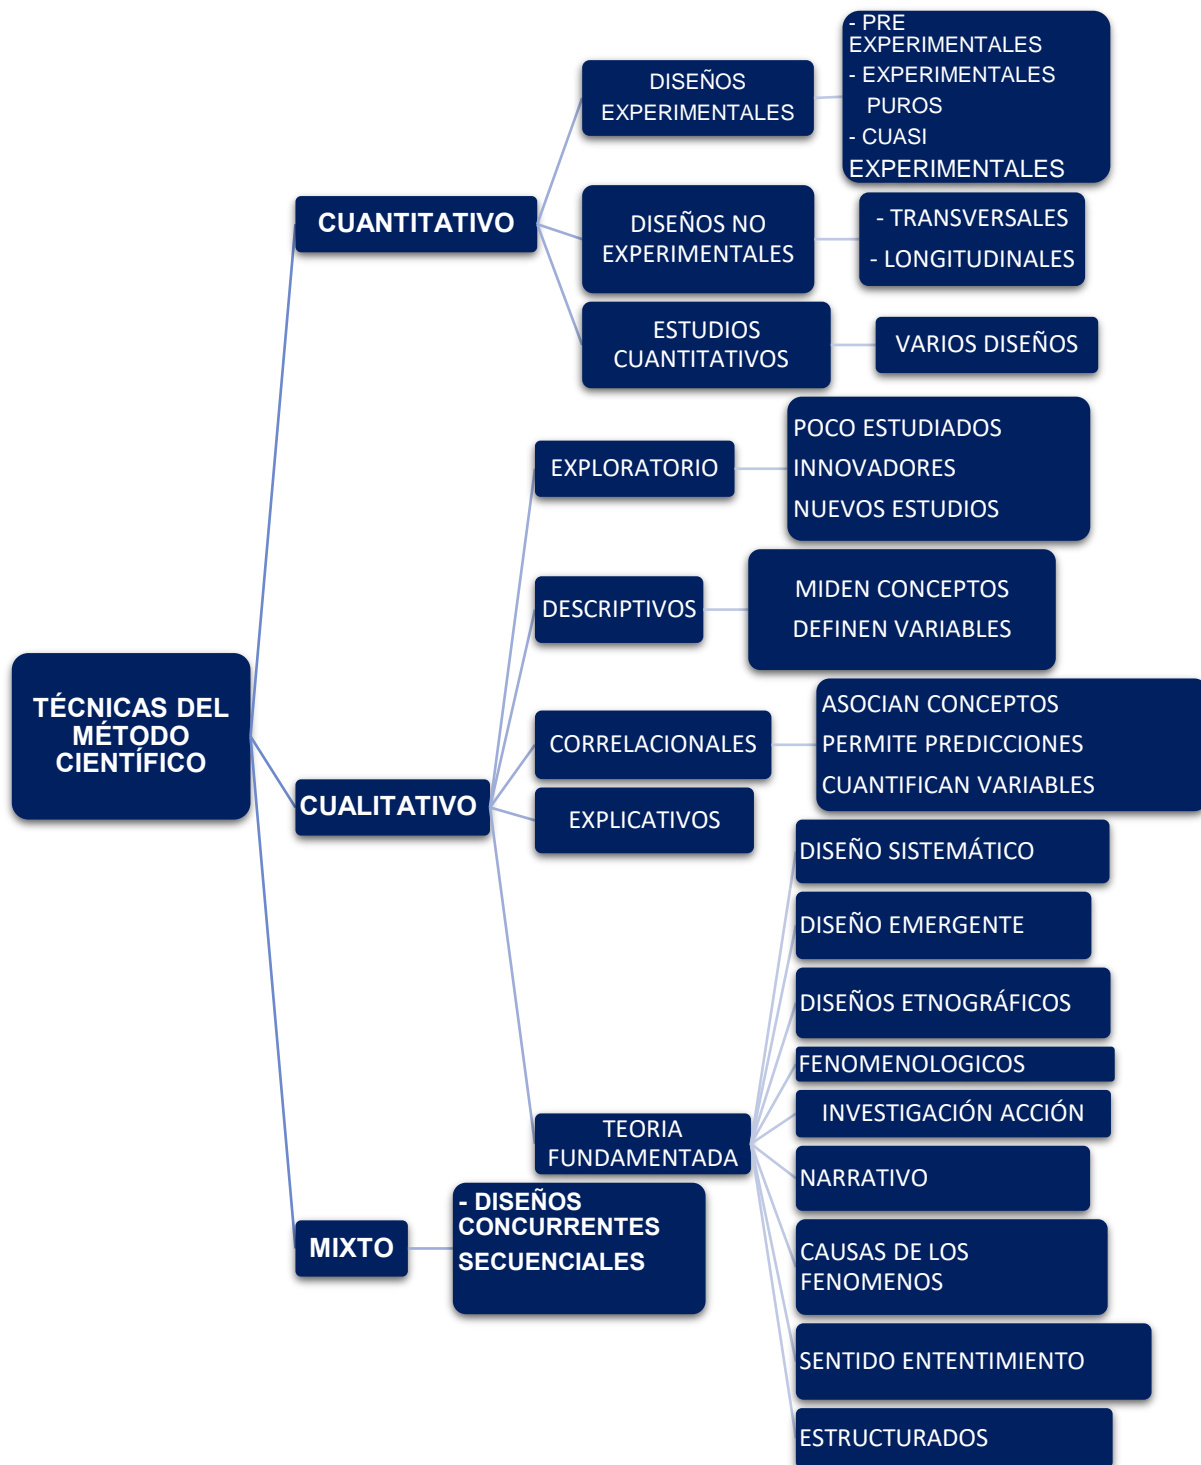 - PRE
EXPERIMENTALES
- EXPERIMENTALES
PUROS
- CUASI
EXPERIMENTALES
DISEÑOS
EXPERIMENTALES
CUANTITATIVO
DISEÑOS NO
EXPERIMENTALES
- TRANSVERSALES
- LONGITUDINALES
ESTUDIOS
CUANTITATIVOS
VARIOS DISEÑOS
EXPLORATORIO
POCO ESTUDIADOS
INNOVADORES
NUEVOS ESTUDIOS
DESCRIPTIVOS
MIDEN CONCEPTOS
DEFINEN VARIABLES
TÉCNICAS DEL
MÉTODO
CIENTÍFICO
CUALITATIVO
CORRELACIONALES
ASOCIAN CONCEPTOS
PERMITE PREDICCIONES
CUANTIFICAN VARIABLES
EXPLICATIVOS
TEORIA
FUNDAMENTADA
DISEÑO SISTEMÁTICO
DISEÑO EMERGENTE
DISEÑOS ETNOGRÁFICOS
FENOMENOLOGICOS
INVESTIGACIÓN ACCIÓN
NARRATIVO
CAUSAS DE LOS
FENOMENOS
SENTIDO ENTENTIMIENTO
ESTRUCTURADOS
MIXTO
- DISEÑOS
CONCURRENTES
SECUENCIALES